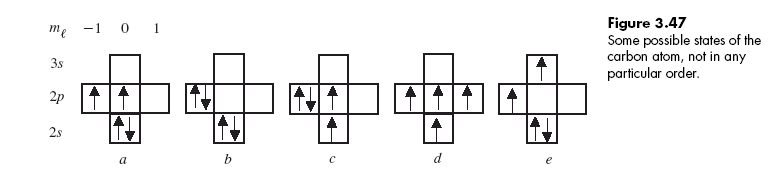 mℓ −1 0 1
3s
2p
2s
a b c d e
Figure 3.47
Some possible states of the
carbon atom, not in any
particular order.